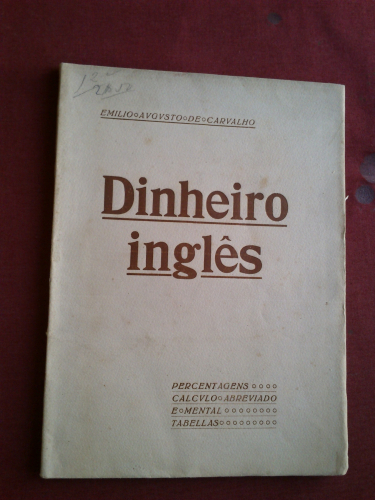 EMILIO AVGVSTO DE CARVALHO
Dinheiro
inglês
PERCENTAGENS
CALCVLO ABREVIADO
E MENTAL
TABELLAS